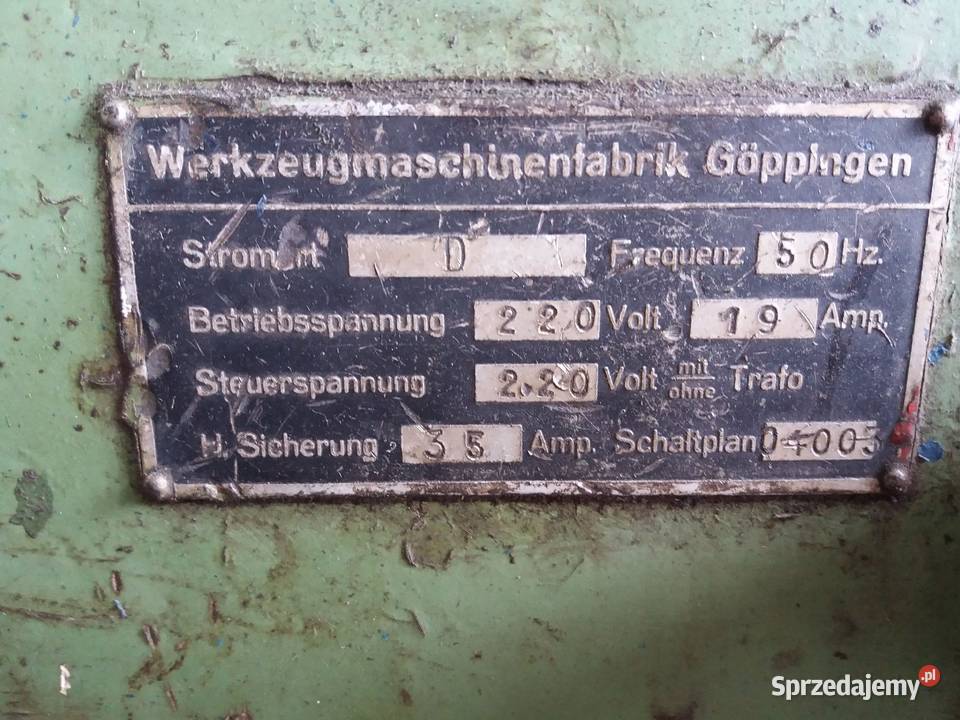 Werkzeugmaschinenfabrik Göppingen
Stromart D Frequenz 50 Hz.
Betriebsspannung 220 Volt 19 Amp.
Steuerspannung 220 Volt mit/ohne Trafo
H. Sicherung 35 Amp. Schaltplan 04005
Sprzedajemy.pl